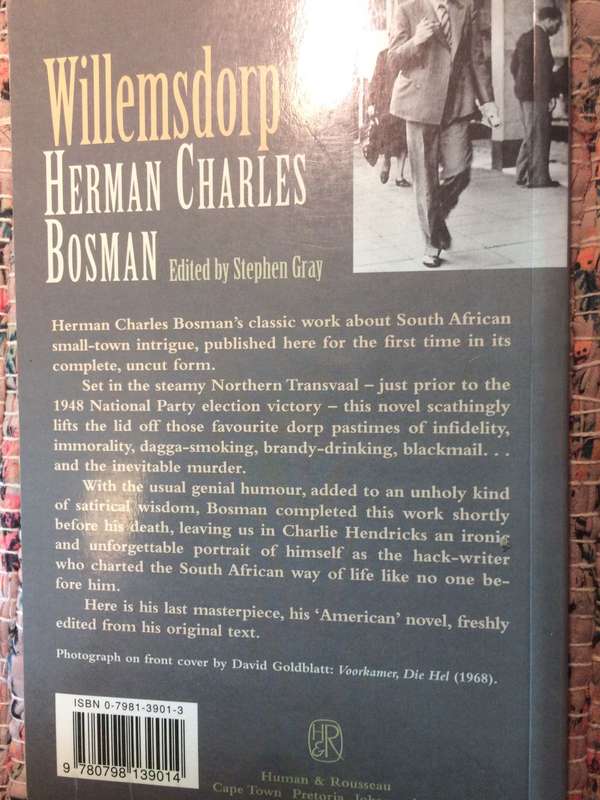 Willemsdorp
HERMAN CHARLES
BOSMAN Edited by Stephen Gray
Herman Charles Bosman's classic work about South African
small-town intrigue, published here for the first time in its
complete, uncut form.
Set in the steamy Northern Transvaal – just prior to the
1948 National Party election victory – this novel scathingly
lifts the lid off those favourite dorp pastimes of infidelity,
immorality, dagga-smoking, brandy-drinking, blackmail. . .
and the inevitable murder.
With the usual genial humour, added to an unholy kind
of satirical wisdom, Bosman completed this work shortly
before his death, leaving us in Charlie Hendricks an ironic
and unforgettable portrait of himself as the hack-writer
who charted the South African way of life like no one be-
fore him.
Here is his last masterpiece, his 'American' novel, freshly
edited from his original text.
Photograph on front cover by David Goldblatt: Voorkamer, Die Hel (1968).
ISBN 0-7981-3901-3
9 780798 139014
H&R
Human & Rousseau
Cape Town Pretoria